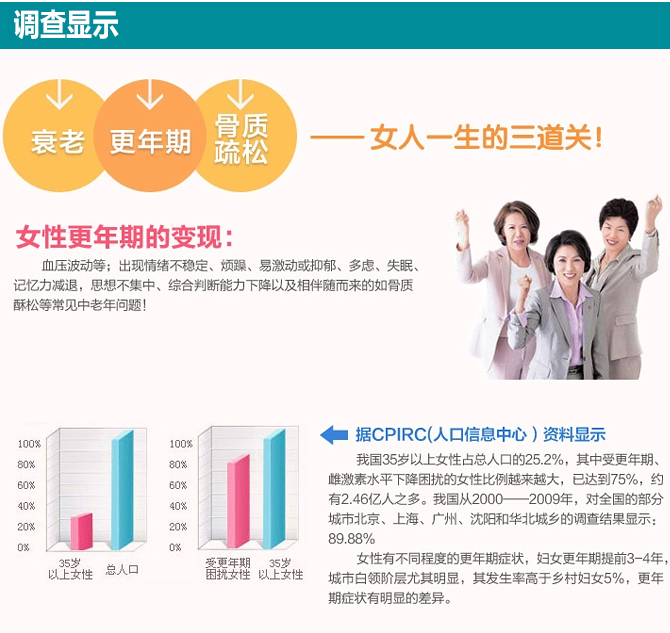 调查显示
衰老
更年期
骨质
疏松
——女人一生的三道关!
女性更年期的变现：
血压波动等；出现情绪不稳定、烦躁、易激动或抑郁、多虑、失眠、
记忆力减退，思想不集中、综合判断能力下降以及相伴随而来的如骨质
酥松等常见中老年问题！
100%
80%
60%
40%
20%
0%
35岁
以上女性
总人口
100%
80%
60%
40%
20%
0%
受更年期
困扰女性
35岁
以上女性
据CPIRC(人口信息中心）资料显示
我国35岁以上女性占总人口的25.2%，其中受更年期、
雌激素水平下降困扰的女性比例越来越大，已达到75%，约
有2.46亿人之多。我国从2000——2009年，对全国的部分
城市北京、上海、广州、沈阳和华北城乡的调查结果显示：
89.88%
女性有不同程度的更年期症状，妇女更年期提前3-4年，
城市白领阶层尤其明显，其发生率高于乡村妇女5%，更年
期症状有明显的差异。